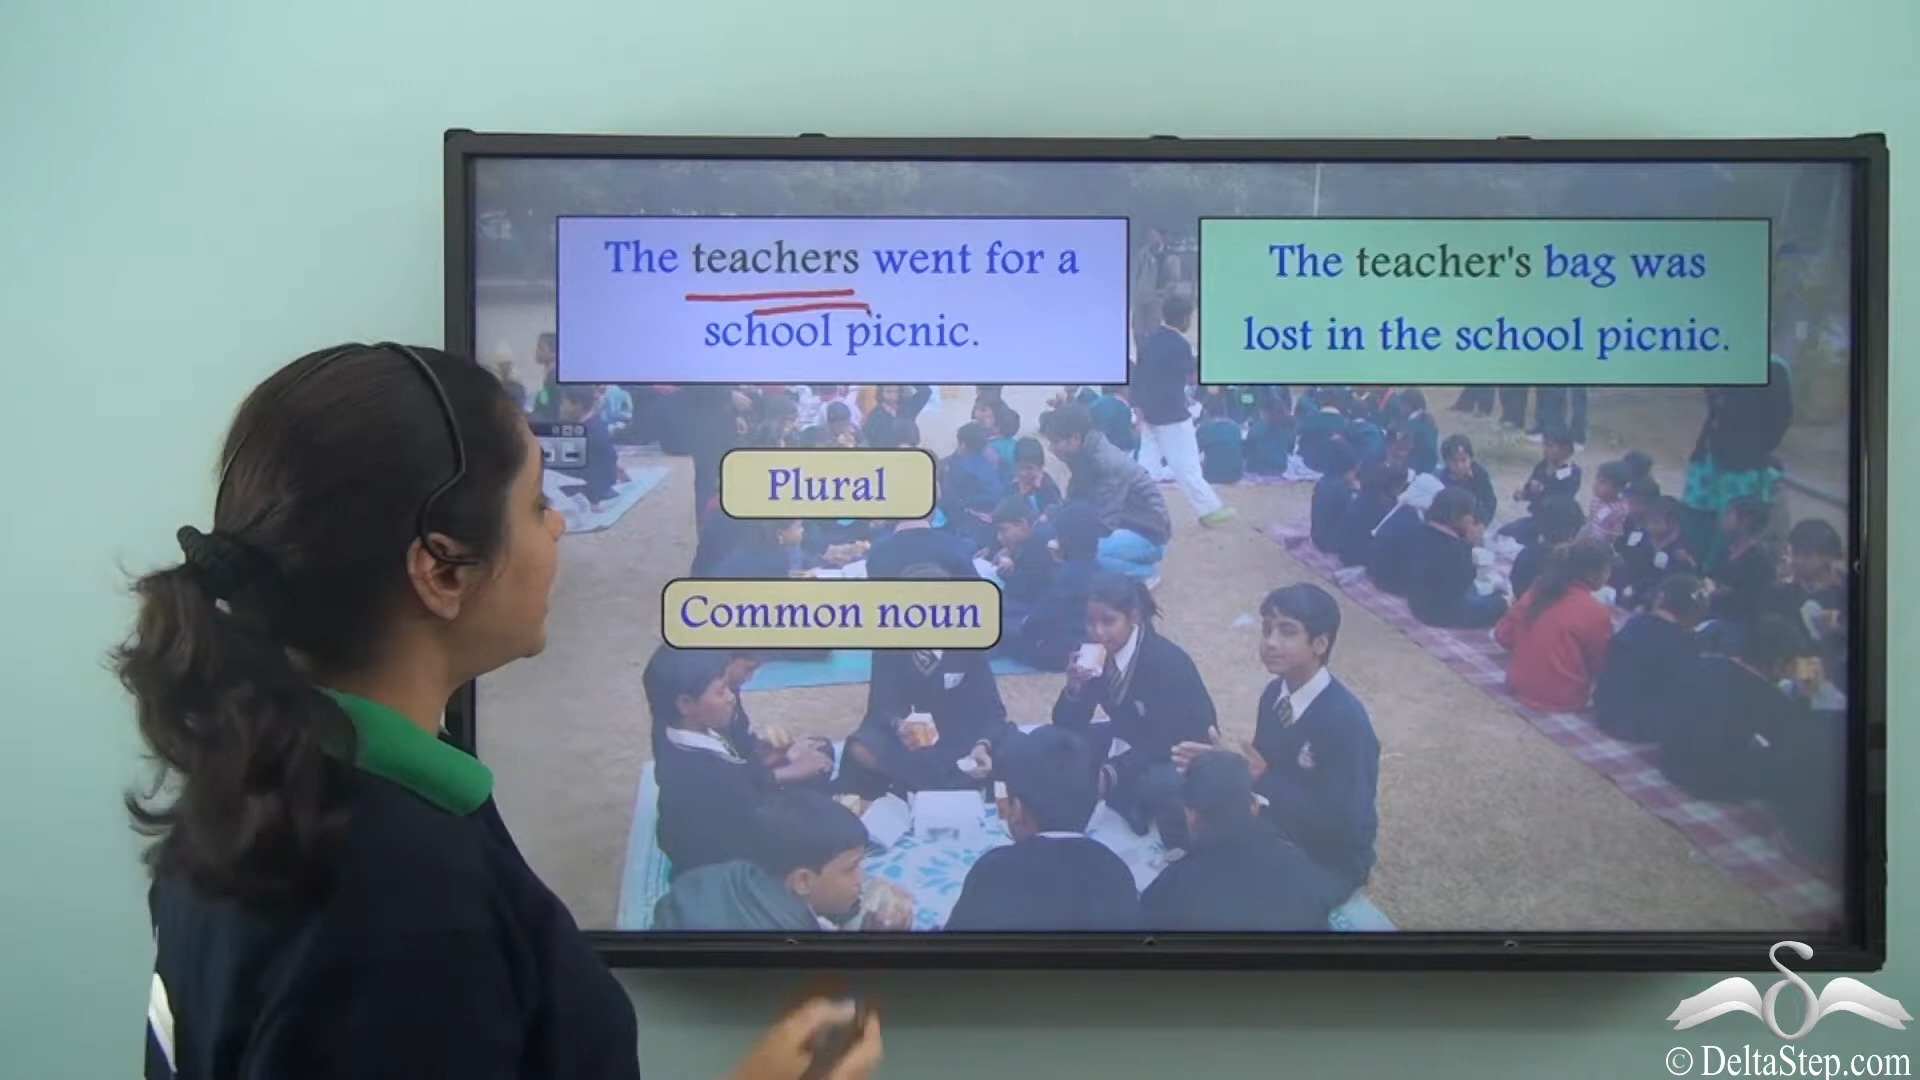 The teachers went for a
school picnic.
The teacher's bag was
lost in the school picnic.
Plural
Common noun
© DeltaStep.com